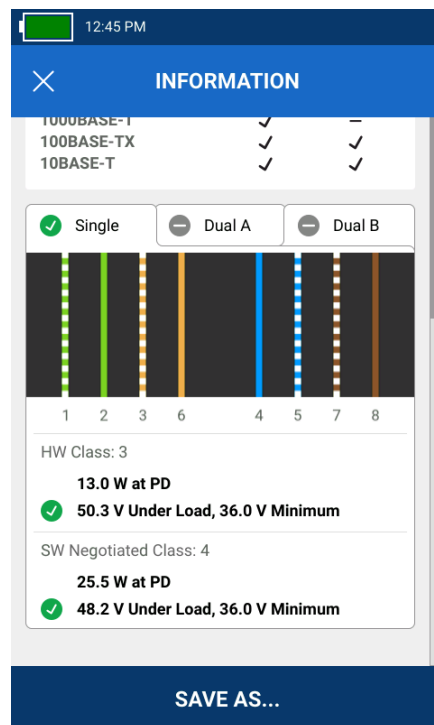 12:45 PM
INFORMATION
1000BASE-T
100BASE-TX
10BASE-T
Single Dual A Dual B
1 2 3 6 4 5 7 8
HW Class: 3
13.0 W at PD
50.3 V Under Load, 36.0 V Minimum
SW Negotiated Class: 4
25.5 W at PD
48.2 V Under Load, 36.0 V Minimum
SAVE AS...